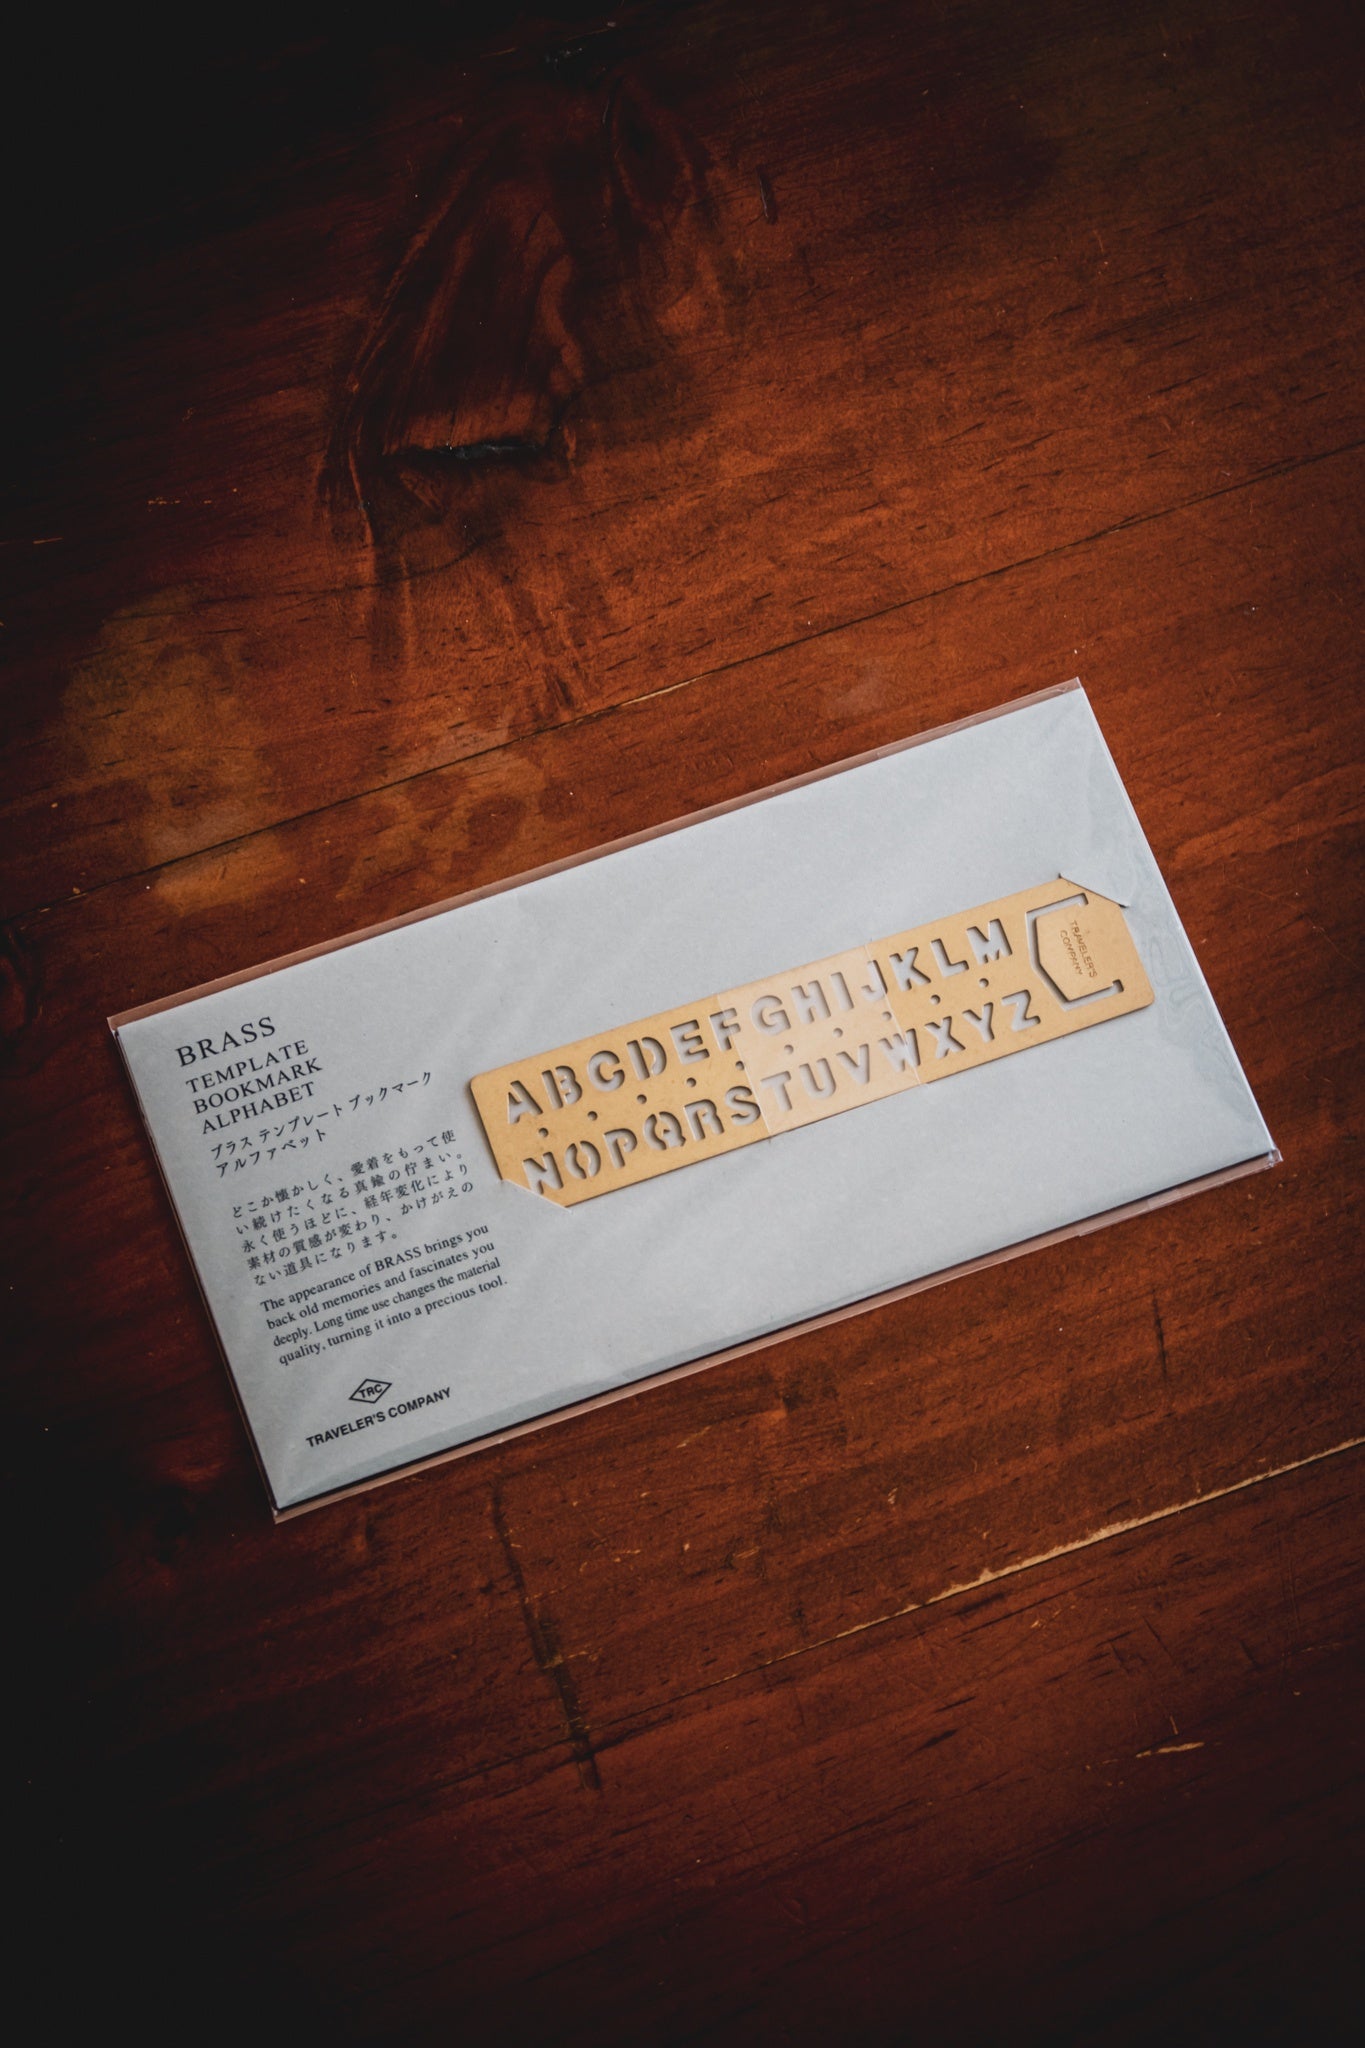 BRASS
TEMPLATE
BOOKMARK
ALPHABET
ブラス テンプレート ブックマーク
アルファベット
どこか懐かしく、愛着をもって使
い続けたくなる真鍮の佇まい。
永く使うほどに、経年変化により
素材の質感が変わり、かけがえの
ない道具になります。
The appearance of BRASS brings you
back old memories and fascinates you
deeply. Long time use changes the material
quality, turning it into a precious tool.
TRC
TRAVELER'S COMPANY
ABCDEFGHIJKLM
NOPQRSTUVWXYZ
TRAVELER'S
COMPANY